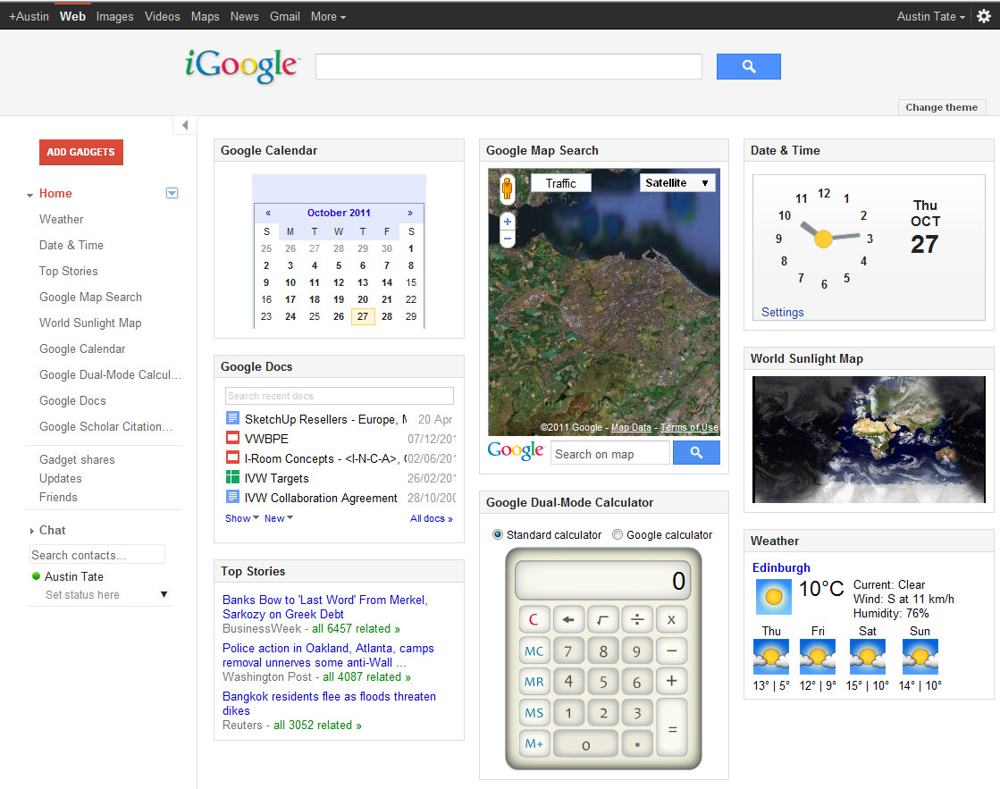 +Austin Web Images Videos Maps News Gmail More
Austin Tate
iGoogle™
Change theme
ADD GADGETS
Home
Weather
Date & Time
Top Stories
Google Map Search
World Sunlight Map
Google Calendar
Google Dual-Mode Calcul...
Google Docs
Google Scholar Citation...
Gadget shares
Updates
Friends
Chat
Search contacts...
Austin Tate
Set status here
Google Calendar
« October 2011 »
S M T W T F S
25 26 27 28 29 30 1
2 3 4 5 6 7 8
9 10 11 12 13 14 15
16 17 18 19 20 21 22
23 24 25 26 27 28 29
Google Docs
Search recent docs
SketchUp Resellers - Europe, 20 Apr
VWBPE 07/12/201
I-Room Concepts - <I-N-C-A>, 02/06/201
IVW Targets 26/02/201
IVW Collaboration Agreement 28/10/200
Show New All docs »
Top Stories
Banks Bow to 'Last Word' From Merkel,
Sarkozy on Greek Debt
BusinessWeek - all 6457 related »
Police action in Oakland, Atlanta, camps
removal unnerves some anti-Wall ...
Washington Post - all 4087 related »
Bangkok residents flee as floods threaten
dikes
Reuters - all 3052 related »
Google Map Search
Traffic
Satellite ▼
+
−
©2011 Google - Map Data - Terms of Use
Google Search on map
Google Dual-Mode Calculator
Standard calculator Google calculator
0
C ← √ ÷ x
MC 7 8 9 −
MR 4 5 6 +
MS 1 2 3
=
M+ 0 .
Date & Time
12
11 1
10 2
9 3
8 4
7 5
6
Thu
OCT
27
Settings
World Sunlight Map
Weather
Edinburgh
10°C
Current: Clear
Wind: S at 11 km/h
Humidity: 76%
Thu Fri Sat Sun
13° | 5° 12° | 9° 15° | 10° 14° | 10°